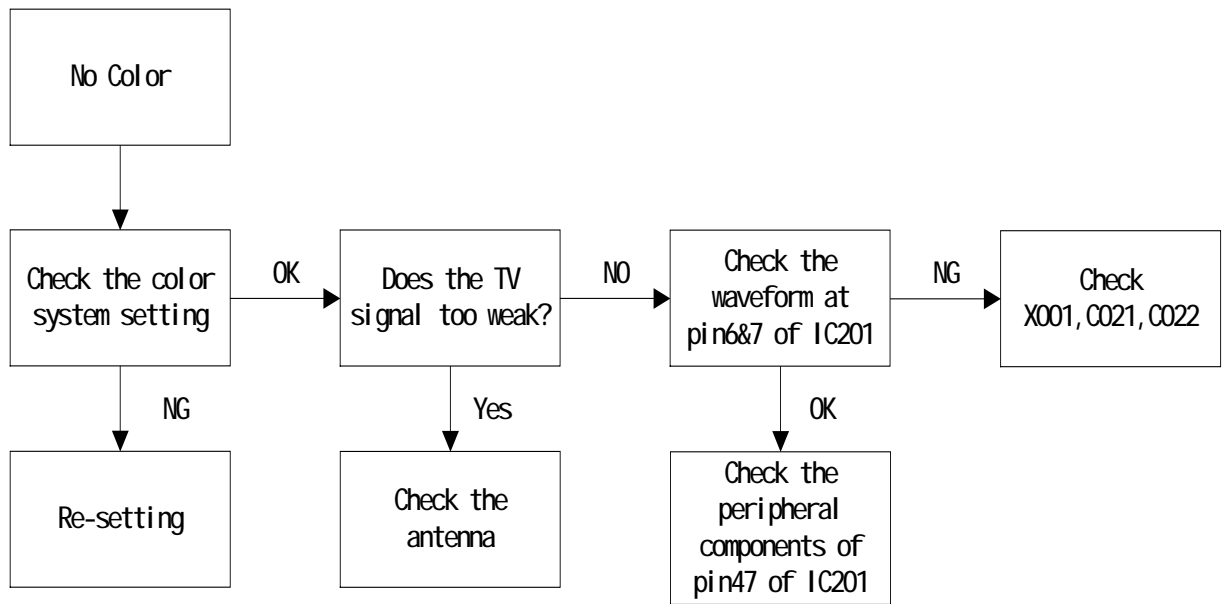 No Color
Check the color
system setting
OK
Does the TV
signal too weak?
NO
Check the
waveform at
pin6&7 of IC201
NG
Check
X001,C021,C022
NG
Yes
OK
Re-setting
Check the
antenna
Check the
peripheral
components of
pin47 of IC201